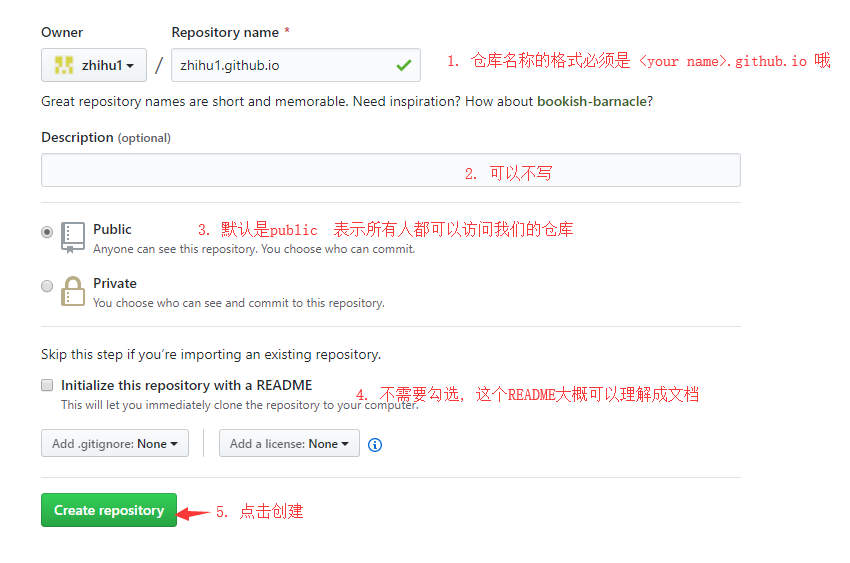 Owner
Repository name *
zhihu1 / zhihu1.github.io
1. 仓库名称的格式必须是 <your name>.github.io 哦
Great repository names are short and memorable. Need inspiration? How about bookish-barnacle?
Description (optional)
2. 可以不写
Public
3. 默认是public 表示所有人都可以访问我们的仓库
Anyone can see this repository. You choose who can commit.
Private
You choose who can see and commit to this repository.
Skip this step if you’re importing an existing repository.
Initialize this repository with a README
4. 不需要勾选, 这个README大概可以理解成文档
This will let you immediately clone the repository to your computer.
Add .gitignore: None
Add a license: None
Create repository
5. 点击创建